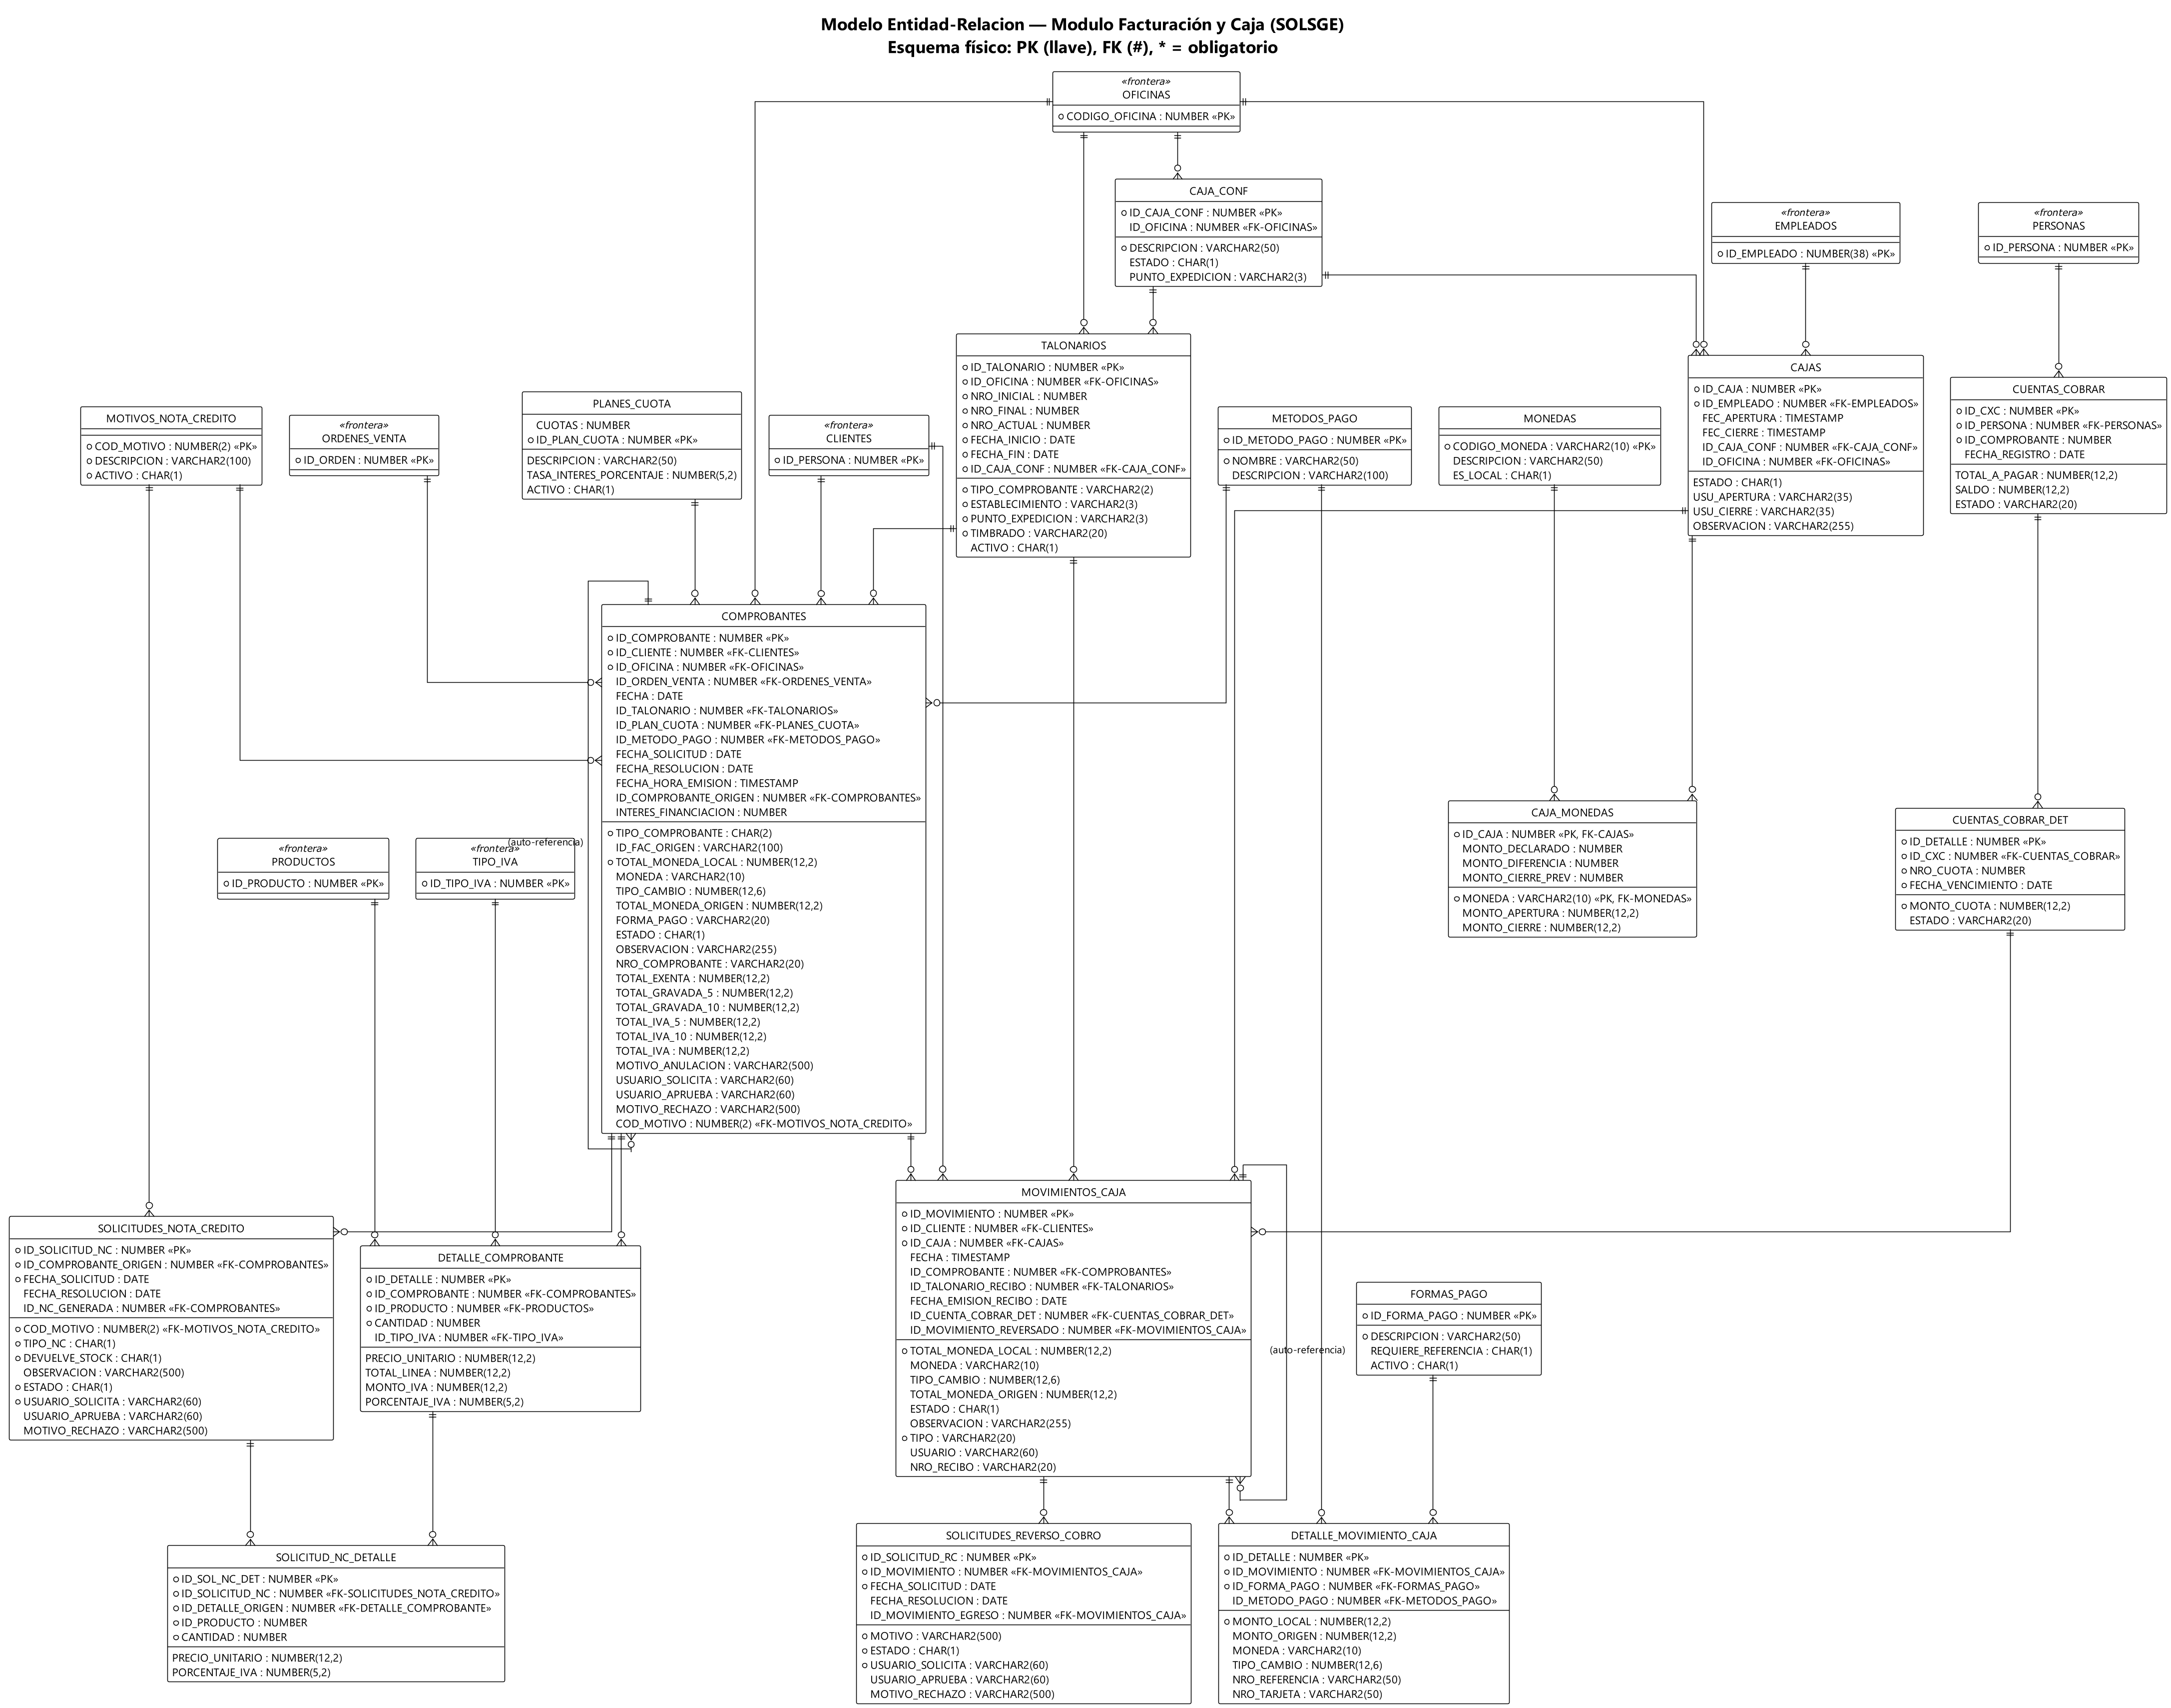 Modelo Entidad-Relacion — Modulo Facturación y Caja (SOLSGE)
Esquema físico: PK (llave), FK (#), * = obligatorio
«frontera»
OFICINAS
CODIGO_OFICINA : NUMBER «PK»
CAJA_CONF
ID_CAJA_CONF : NUMBER «PK»
ID_OFICINA : NUMBER «FK-OFICINAS»
DESCRIPCION : VARCHAR2(50)
ESTADO : CHAR(1)
PUNTO_EXPEDICION : VARCHAR2(3)
«frontera»
EMPLEADOS
ID_EMPLEADO : NUMBER(38) «PK»
«frontera»
PERSONAS
ID_PERSONA : NUMBER «PK»
TALONARIOS
ID_TALONARIO : NUMBER «PK»
ID_OFICINA : NUMBER «FK-OFICINAS»
NRO_INICIAL : NUMBER
NRO_FINAL : NUMBER
NRO_ACTUAL : NUMBER
FECHA_INICIO : DATE
FECHA_FIN : DATE
ID_CAJA_CONF : NUMBER «FK-CAJA_CONF»
TIPO_COMPROBANTE : VARCHAR2(2)
ESTABLECIMIENTO : VARCHAR2(3)
PUNTO_EXPEDICION : VARCHAR2(3)
TIMBRADO : VARCHAR2(20)
ACTIVO : CHAR(1)
CAJAS
ID_CAJA : NUMBER «PK»
ID_EMPLEADO : NUMBER «FK-EMPLEADOS»
FEC_APERTURA : TIMESTAMP
FEC_CIERRE : TIMESTAMP
ID_CAJA_CONF : NUMBER «FK-CAJA_CONF»
ID_OFICINA : NUMBER «FK-OFICINAS»
ESTADO : CHAR(1)
USU_APERTURA : VARCHAR2(35)
USU_CIERRE : VARCHAR2(35)
OBSERVACION : VARCHAR2(255)
CUENTAS_COBRAR
ID_CXC : NUMBER «PK»
ID_PERSONA : NUMBER «FK-PERSONAS»
ID_COMPROBANTE : NUMBER
FECHA_REGISTRO : DATE
TOTAL_A_PAGAR : NUMBER(12,2)
SALDO : NUMBER(12,2)
ESTADO : VARCHAR2(20)
MOTIVOS_NOTA_CREDITO
COD_MOTIVO : NUMBER(2) «PK»
DESCRIPCION : VARCHAR2(100)
ACTIVO : CHAR(1)
«frontera»
ORDENES_VENTA
ID_ORDEN : NUMBER «PK»
PLANES_CUOTA
CUOTAS : NUMBER
ID_PLAN_CUOTA : NUMBER «PK»
DESCRIPCION : VARCHAR2(50)
TASA_INTERES_PORCENTAJE : NUMBER(5,2)
ACTIVO : CHAR(1)
«frontera»
CLIENTES
ID_PERSONA : NUMBER «PK»
METODOS_PAGO
ID_METODO_PAGO : NUMBER «PK»
NOMBRE : VARCHAR2(50)
DESCRIPCION : VARCHAR2(100)
MONEDAS
CODIGO_MONEDA : VARCHAR2(10) «PK»
DESCRIPCION : VARCHAR2(50)
ES_LOCAL : CHAR(1)
COMPROBANTES
ID_COMPROBANTE : NUMBER «PK»
ID_CLIENTE : NUMBER «FK-CLIENTES»
ID_OFICINA : NUMBER «FK-OFICINAS»
ID_ORDEN_VENTA : NUMBER «FK-ORDENES_VENTA»
FECHA : DATE
ID_TALONARIO : NUMBER «FK-TALONARIOS»
ID_PLAN_CUOTA : NUMBER «FK-PLANES_CUOTA»
ID_METODO_PAGO : NUMBER «FK-METODOS_PAGO»
FECHA_SOLICITUD : DATE
FECHA_RESOLUCION : DATE
FECHA_HORA_EMISION : TIMESTAMP
ID_COMPROBANTE_ORIGEN : NUMBER «FK-COMPROBANTES»
INTERES_FINANCIACION : NUMBER
TIPO_COMPROBANTE : CHAR(2)
ID_FAC_ORIGEN : VARCHAR2(100)
TOTAL_MONEDA_LOCAL : NUMBER(12,2)
MONEDA : VARCHAR2(10)
TIPO_CAMBIO : NUMBER(12,6)
TOTAL_MONEDA_ORIGEN : NUMBER(12,2)
FORMA_PAGO : VARCHAR2(20)
ESTADO : CHAR(1)
OBSERVACION : VARCHAR2(255)
NRO_COMPROBANTE : VARCHAR2(20)
TOTAL_EXENTA : NUMBER(12,2)
TOTAL_GRAVADA_5 : NUMBER(12,2)
TOTAL_GRAVADA_10 : NUMBER(12,2)
TOTAL_IVA_5 : NUMBER(12,2)
TOTAL_IVA_10 : NUMBER(12,2)
TOTAL_IVA : NUMBER(12,2)
MOTIVO_ANULACION : VARCHAR2(500)
USUARIO_SOLICITA : VARCHAR2(60)
USUARIO_APRUEBA : VARCHAR2(60)
MOTIVO_RECHAZO : VARCHAR2(500)
COD_MOTIVO : NUMBER(2) «FK-MOTIVOS_NOTA_CREDITO»
CAJA_MONEDAS
ID_CAJA : NUMBER «PK, FK-CAJAS»
MONTO_DECLARADO : NUMBER
MONTO_DIFERENCIA : NUMBER
MONTO_CIERRE_PREV : NUMBER
MONEDA : VARCHAR2(10) «PK, FK-MONEDAS»
MONTO_APERTURA : NUMBER(12,2)
MONTO_CIERRE : NUMBER(12,2)
CUENTAS_COBRAR_DET
ID_DETALLE : NUMBER «PK»
ID_CXC : NUMBER «FK-CUENTAS_COBRAR»
NRO_CUOTA : NUMBER
FECHA_VENCIMIENTO : DATE
MONTO_CUOTA : NUMBER(12,2)
ESTADO : VARCHAR2(20)
«frontera»
PRODUCTOS
ID_PRODUCTO : NUMBER «PK»
«frontera»
TIPO_IVA
ID_TIPO_IVA : NUMBER «PK»
(auto-referencia)
SOLICITUDES_NOTA_CREDITO
ID_SOLICITUD_NC : NUMBER «PK»
ID_COMPROBANTE_ORIGEN : NUMBER «FK-COMPROBANTES»
FECHA_SOLICITUD : DATE
FECHA_RESOLUCION : DATE
ID_NC_GENERADA : NUMBER «FK-COMPROBANTES»
COD_MOTIVO : NUMBER(2) «FK-MOTIVOS_NOTA_CREDITO»
TIPO_NC : CHAR(1)
DEVUELVE_STOCK : CHAR(1)
OBSERVACION : VARCHAR2(500)
ESTADO : CHAR(1)
USUARIO_SOLICITA : VARCHAR2(60)
USUARIO_APRUEBA : VARCHAR2(60)
MOTIVO_RECHAZO : VARCHAR2(500)
DETALLE_COMPROBANTE
ID_DETALLE : NUMBER «PK»
ID_COMPROBANTE : NUMBER «FK-COMPROBANTES»
ID_PRODUCTO : NUMBER «FK-PRODUCTOS»
CANTIDAD : NUMBER
ID_TIPO_IVA : NUMBER «FK-TIPO_IVA»
PRECIO_UNITARIO : NUMBER(12,2)
TOTAL_LINEA : NUMBER(12,2)
MONTO_IVA : NUMBER(12,2)
PORCENTAJE_IVA : NUMBER(5,2)
MOVIMIENTOS_CAJA
ID_MOVIMIENTO : NUMBER «PK»
ID_CLIENTE : NUMBER «FK-CLIENTES»
ID_CAJA : NUMBER «FK-CAJAS»
FECHA : TIMESTAMP
ID_COMPROBANTE : NUMBER «FK-COMPROBANTES»
ID_TALONARIO_RECIBO : NUMBER «FK-TALONARIOS»
FECHA_EMISION_RECIBO : DATE
ID_CUENTA_COBRAR_DET : NUMBER «FK-CUENTAS_COBRAR_DET»
ID_MOVIMIENTO_REVERSADO : NUMBER «FK-MOVIMIENTOS_CAJA»
TOTAL_MONEDA_LOCAL : NUMBER(12,2)
MONEDA : VARCHAR2(10)
TIPO_CAMBIO : NUMBER(12,6)
TOTAL_MONEDA_ORIGEN : NUMBER(12,2)
ESTADO : CHAR(1)
OBSERVACION : VARCHAR2(255)
TIPO : VARCHAR2(20)
USUARIO : VARCHAR2(60)
NRO_RECIBO : VARCHAR2(20)
(auto-referencia)
FORMAS_PAGO
ID_FORMA_PAGO : NUMBER «PK»
DESCRIPCION : VARCHAR2(50)
REQUIERE_REFERENCIA : CHAR(1)
ACTIVO : CHAR(1)
SOLICITUD_NC_DETALLE
ID_SOL_NC_DET : NUMBER «PK»
ID_SOLICITUD_NC : NUMBER «FK-SOLICITUDES_NOTA_CREDITO»
ID_DETALLE_ORIGEN : NUMBER «FK-DETALLE_COMPROBANTE»
ID_PRODUCTO : NUMBER
CANTIDAD : NUMBER
PRECIO_UNITARIO : NUMBER(12,2)
PORCENTAJE_IVA : NUMBER(5,2)
SOLICITUDES_REVERSO_COBRO
ID_SOLICITUD_RC : NUMBER «PK»
ID_MOVIMIENTO : NUMBER «FK-MOVIMIENTOS_CAJA»
FECHA_SOLICITUD : DATE
FECHA_RESOLUCION : DATE
ID_MOVIMIENTO_EGRESO : NUMBER «FK-MOVIMIENTOS_CAJA»
MOTIVO : VARCHAR2(500)
ESTADO : CHAR(1)
USUARIO_SOLICITA : VARCHAR2(60)
USUARIO_APRUEBA : VARCHAR2(60)
MOTIVO_RECHAZO : VARCHAR2(500)
DETALLE_MOVIMIENTO_CAJA
ID_DETALLE : NUMBER «PK»
ID_MOVIMIENTO : NUMBER «FK-MOVIMIENTOS_CAJA»
ID_FORMA_PAGO : NUMBER «FK-FORMAS_PAGO»
ID_METODO_PAGO : NUMBER «FK-METODOS_PAGO»
MONTO_LOCAL : NUMBER(12,2)
MONTO_ORIGEN : NUMBER(12,2)
MONEDA : VARCHAR2(10)
TIPO_CAMBIO : NUMBER(12,6)
NRO_REFERENCIA : VARCHAR2(50)
NRO_TARJETA : VARCHAR2(50)